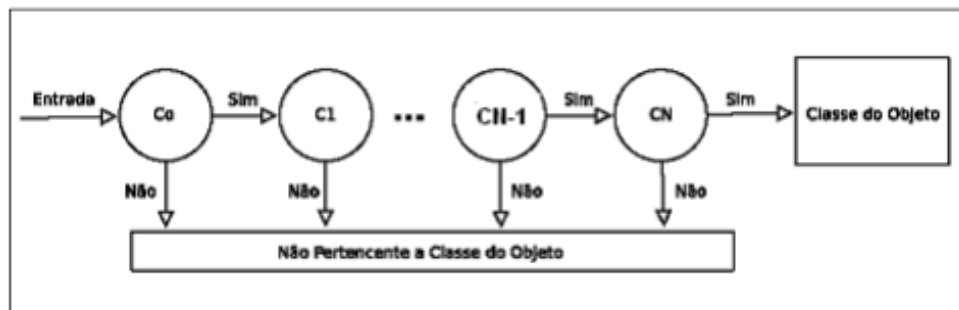 Entrada
Co
Sim
C1
...
CN-1
Sim
CN
Sim
Classe do Objeto
Não
Não
Não
Não
Não Pertencente a Classe do Objeto